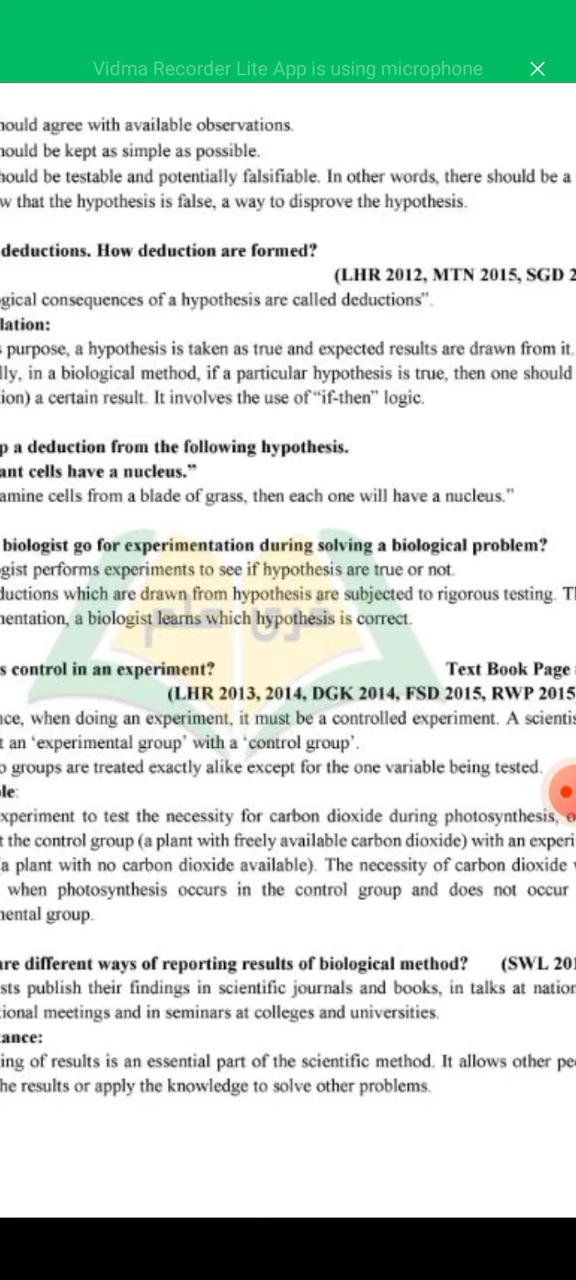 Vidma Recorder Lite App is using microphone
hould agree with available observations.
hould be kept as simple as possible.
hould be testable and potentially falsifiable. In other words, there should be a
w that the hypothesis is false, a way to disprove the hypothesis.
deductions. How deduction are formed?
(LHR 2012, MTN 2015, SGD 2
gical consequences of a hypothesis are called deductions".
lation:
s purpose, a hypothesis is taken as true and expected results are drawn from it.
lly, in a biological method, if a particular hypothesis is true, then one should
ion) a certain result. It involves the use of "if-then" logic.
p a deduction from the following hypothesis.
ant cells have a nucleus."
amine cells from a blade of grass, then each one will have a nucleus."
biologist go for experimentation during solving a biological problem?
gist performs experiments to see if hypothesis are true or not.
ductions which are drawn from hypothesis are subjected to rigorous testing. Th
nentation, a biologist learns which hypothesis is correct.
s control in an experiment? Text Book Page
(LHR 2013, 2014, DGK 2014, FSD 2015, RWP 2015
nce, when doing an experiment, it must be a controlled experiment. A scientis
t an 'experimental group' with a 'control group'.
o groups are treated exactly alike except for the one variable being tested.
le:
xperiment to test the necessity for carbon dioxide during photosynthesis, o
t the control group (a plant with freely available carbon dioxide) with an experi
(a plant with no carbon dioxide available). The necessity of carbon dioxide
when photosynthesis occurs in the control group and does not occur
nental group.
are different ways of reporting results of biological method? (SWL 201
sts publish their findings in scientific journals and books, in talks at nation
ional meetings and in seminars at colleges and universities.
tance:
ing of results is an essential part of the scientific method. It allows other pe
he results or apply the knowledge to solve other problems.